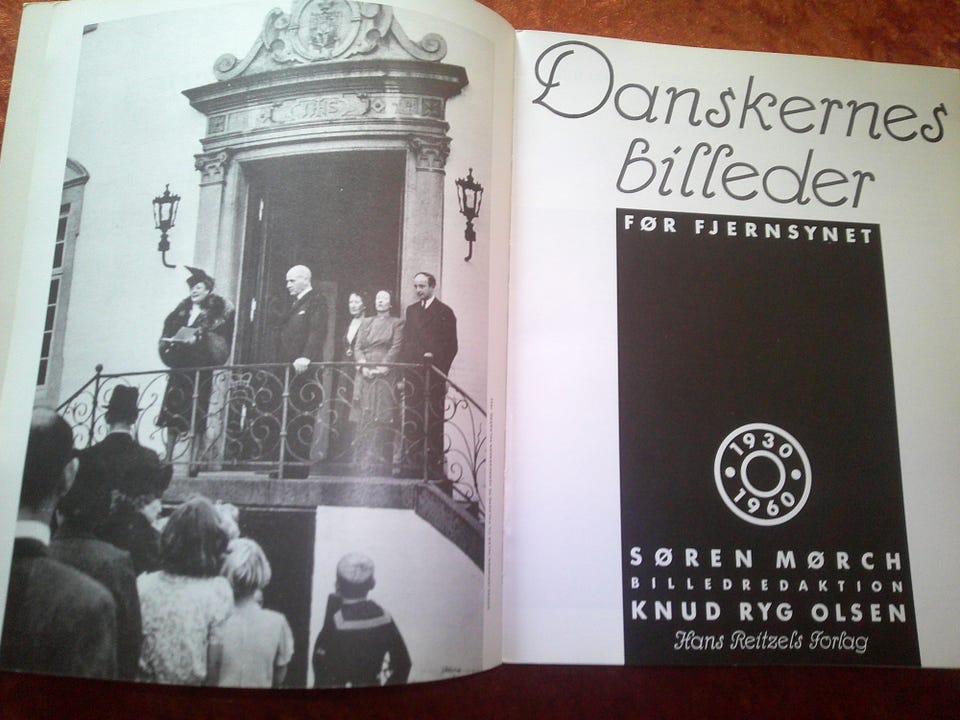 Danskernes
billeder
FØR FJERNSYNET
1930
1960
SØREN MØRCH
BILLEDREDAKTION
KNUD RYG OLSEN
Hans Reitzels Forlag